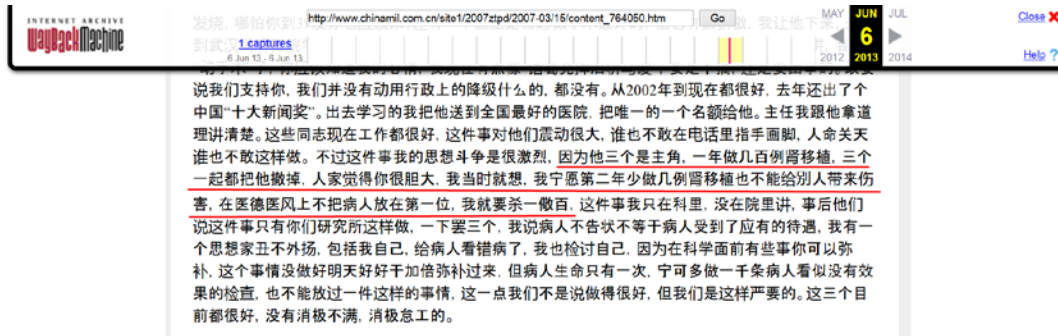 INTERNET ARCHIVE
WayBackMachine
http://www.chinamil.com.cn/site1/2007ztpd/2007-03/15/content_764050.htm
Go
1 captures
6 Jun 13 - 6 Jun 13
MAY JUN JUL
6
2012 2013 2014
Close
Help ?
说我们支持你, 我们并没有动用行政上的降级什么的, 都没有。从2002年到现在都很好, 去年还出了个
中国“十大新闻奖”。出去学习的我把他送到全国最好的医院, 把唯一的一个名额给他。主任我跟他拿道
理讲清楚。这些同志现在工作都很好, 这件事对他们震动很大, 谁也不敢在电话里指手画脚, 人命关天
谁也不敢这样做。不过这件事我的思想斗争是很激烈, 因为他三个是主角, 一年做几百例肾移植, 三个
一起都把他撤掉, 人家觉得你很胆大, 我当时就想, 我宁愿第二年少做几例肾移植也不能给别人带来伤
害, 在医德医风上不把病人放在第一位, 我就要杀一儆百, 这件事我只在科里, 没在院里讲, 事后他们
说这件事只有你们研究所这样做, 一下罢三个, 我说病人不告状不等于病人受到了应有的待遇, 我有一
个思想家丑不外扬, 包括我自己, 给病人看错病了, 我也检讨自己, 因为在科学面前有些事你可以弥
补, 这个事情没做好明天好好干加倍弥补过来, 但病人生命只有一次, 宁可多做一千条病人看似没有效
果的检查, 也不能放过一件这样的事情, 这一点我们不是说做得很好, 但我们是这样严要的。这三个目
前都很好, 没有消极不满, 消极怠工的。